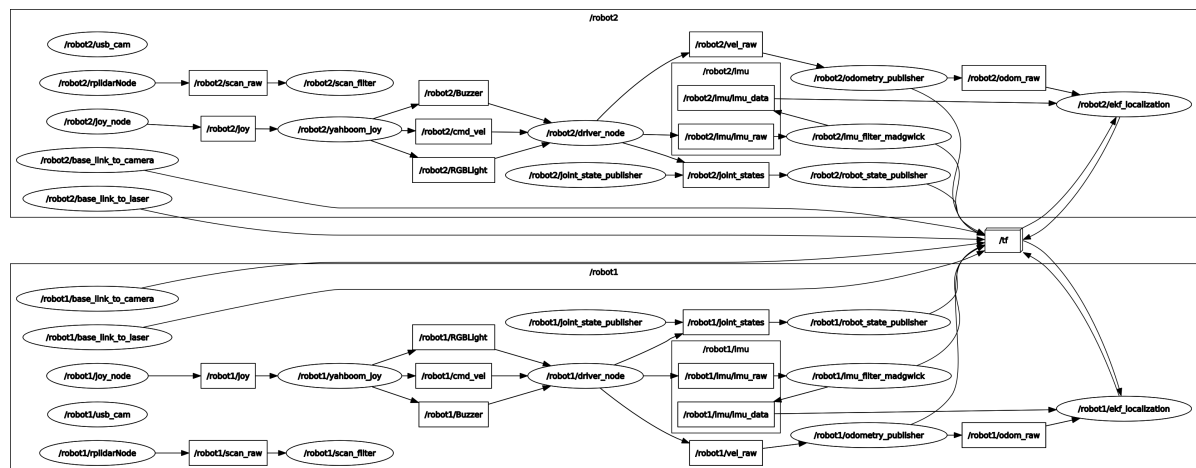 /robot2
/robot2/usb_cam
/robot2/rplidarNode
/robot2/scan_raw
/robot2/scan_filter
/robot2/joy_node
/robot2/joy
/robot2/yahboom_joy
/robot2/Buzzer
/robot2/cmd_vel
/robot2/RGBLight
/robot2/driver_node
/robot2/vel_raw
/robot2/imu
/robot2/imu/imu_data
/robot2/imu/imu_raw
/robot2/odometry_publisher
/robot2/odom_raw
/robot2/ekf_localization
/robot2/imu_filter_madgwick
/robot2/base_link_to_camera
/robot2/joint_state_publisher
/robot2/joint_states
/robot2/robot_state_publisher
/robot2/base_link_to_laser
/tf
/robot1
/robot1/base_link_to_camera
/robot1/base_link_to_laser
/robot1/joint_state_publisher
/robot1/joint_states
/robot1/robot_state_publisher
/robot1/RGBLight
/robot1/imu
/robot1/joy_node
/robot1/joy
/robot1/yahboom_joy
/robot1/cmd_vel
/robot1/driver_node
/robot1/imu/imu_raw
/robot1/imu_filter_madgwick
/robot1/usb_cam
/robot1/Buzzer
/robot1/imu/imu_data
/robot1/ekf_localization
/robot1/odometry_publisher
/robot1/odom_raw
/robot1/rplidarNode
/robot1/scan_raw
/robot1/scan_filter
/robot1/vel_raw